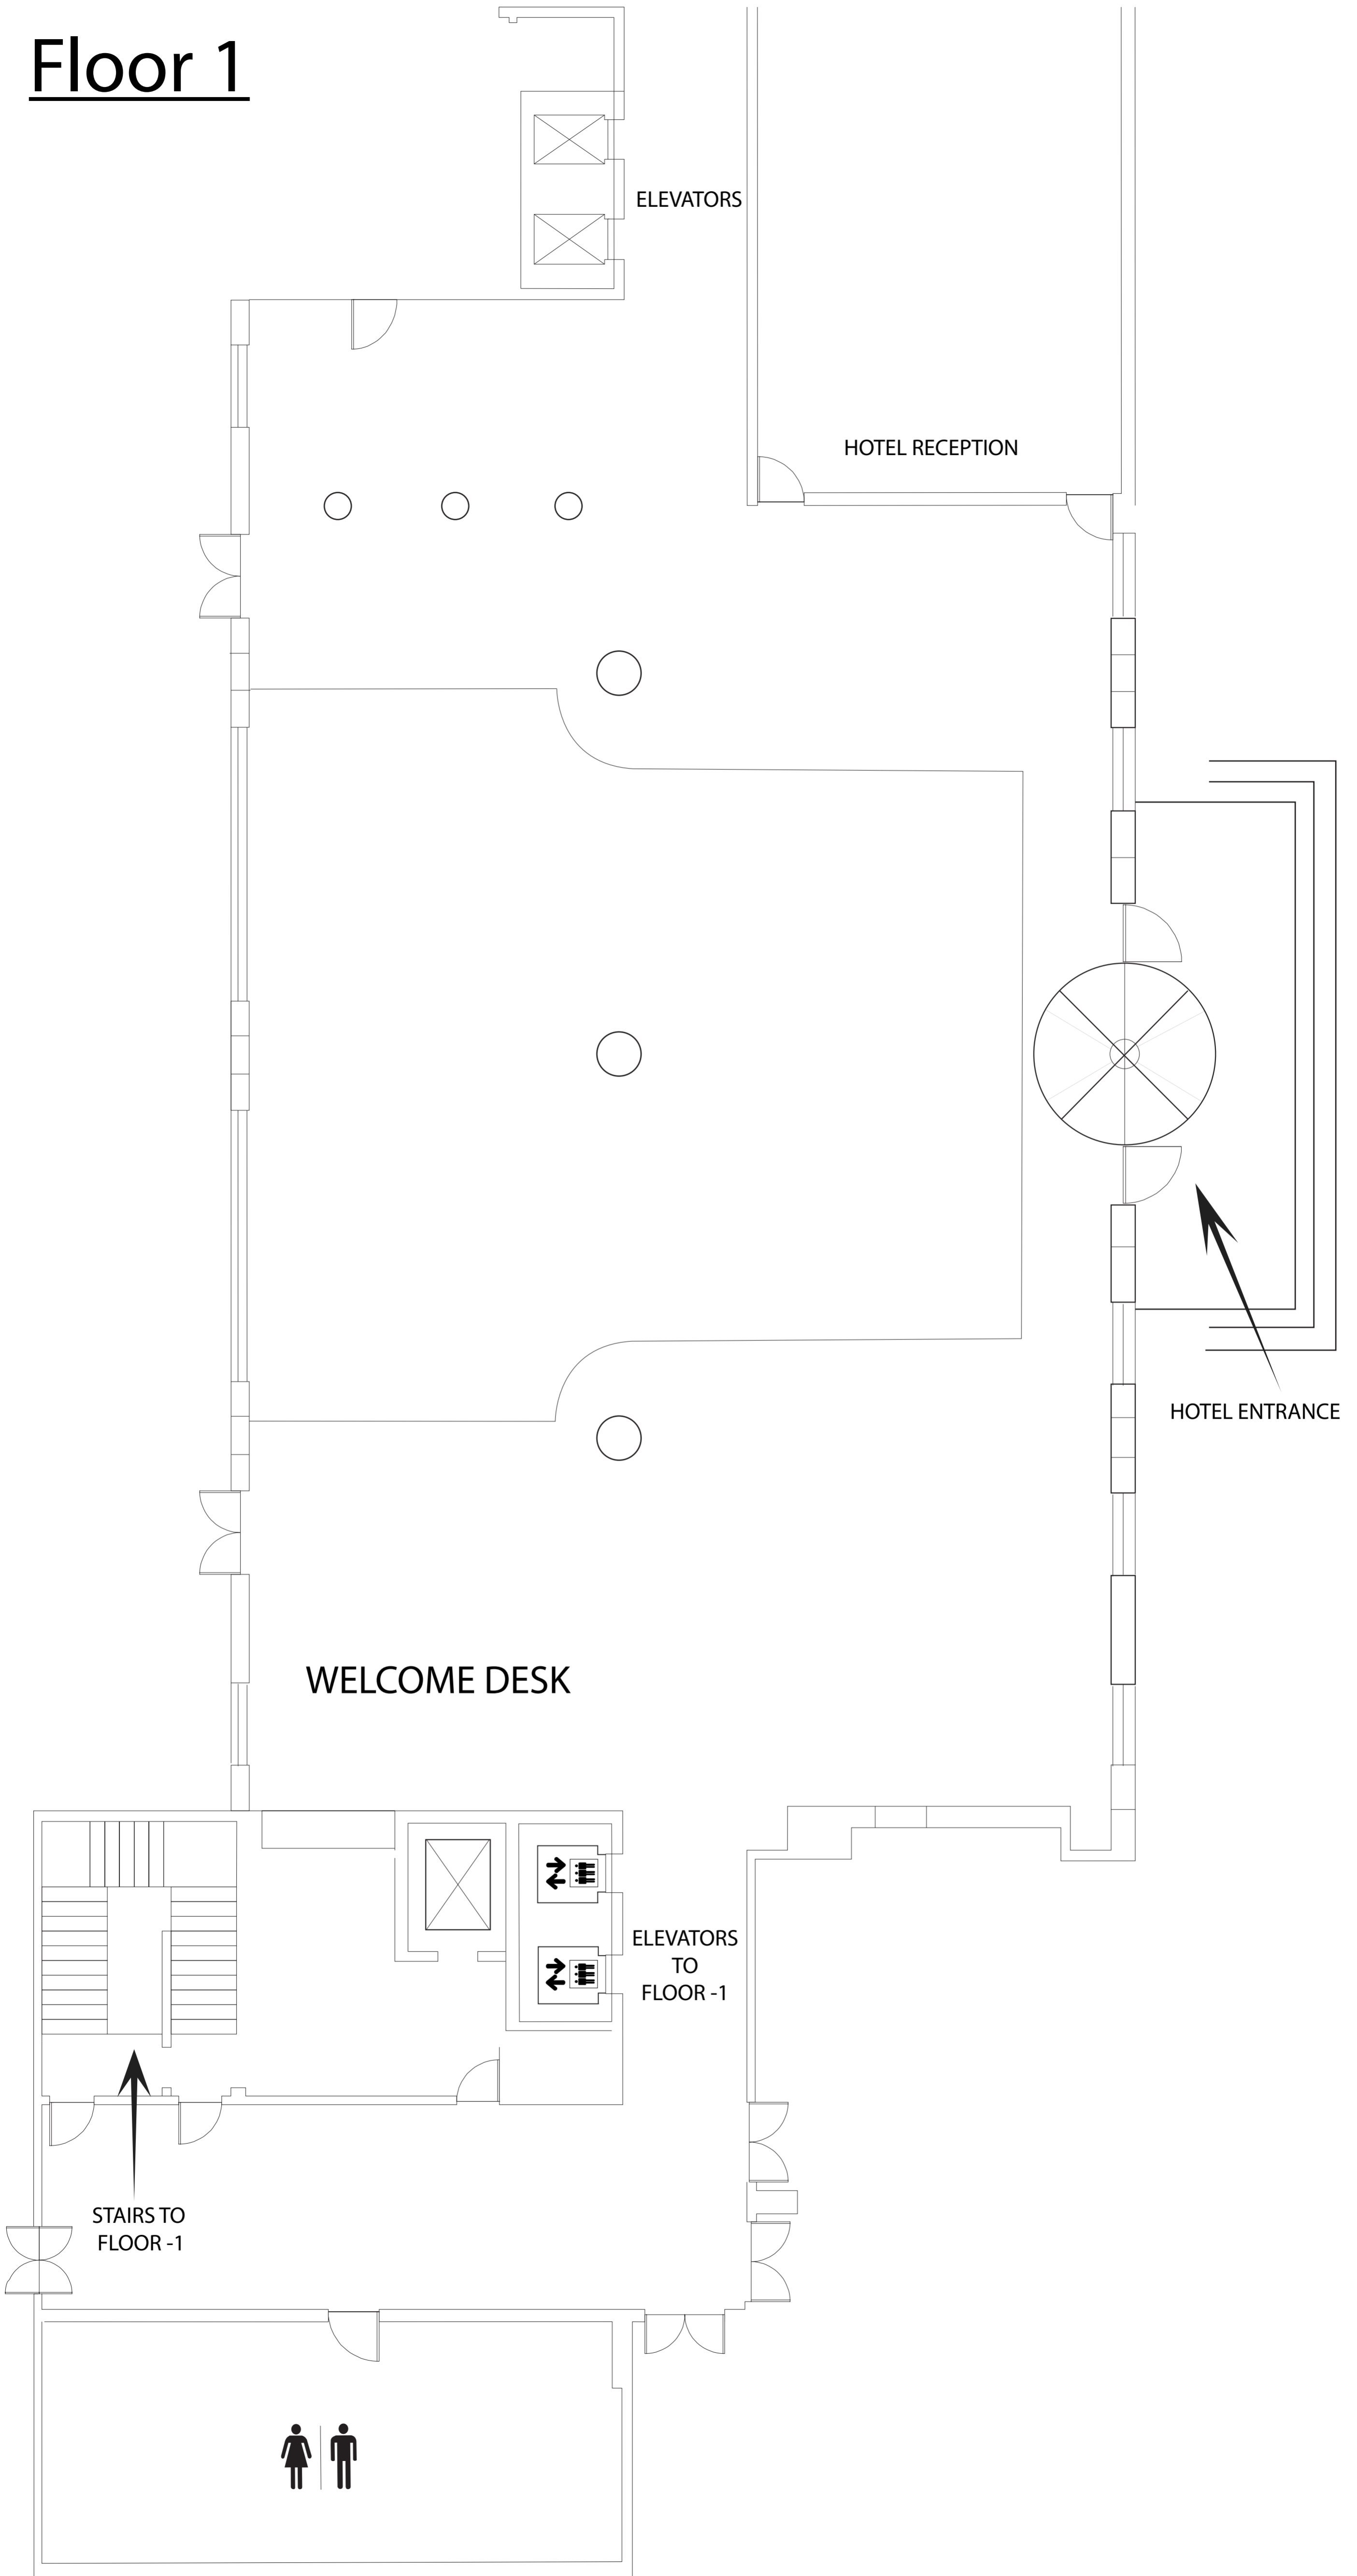 Floor 1
ELEVATORS
HOTEL RECEPTION
HOTEL ENTRANCE
WELCOME DESK
ELEVATORS
TO
FLOOR -1
STAIRS TO
FLOOR -1